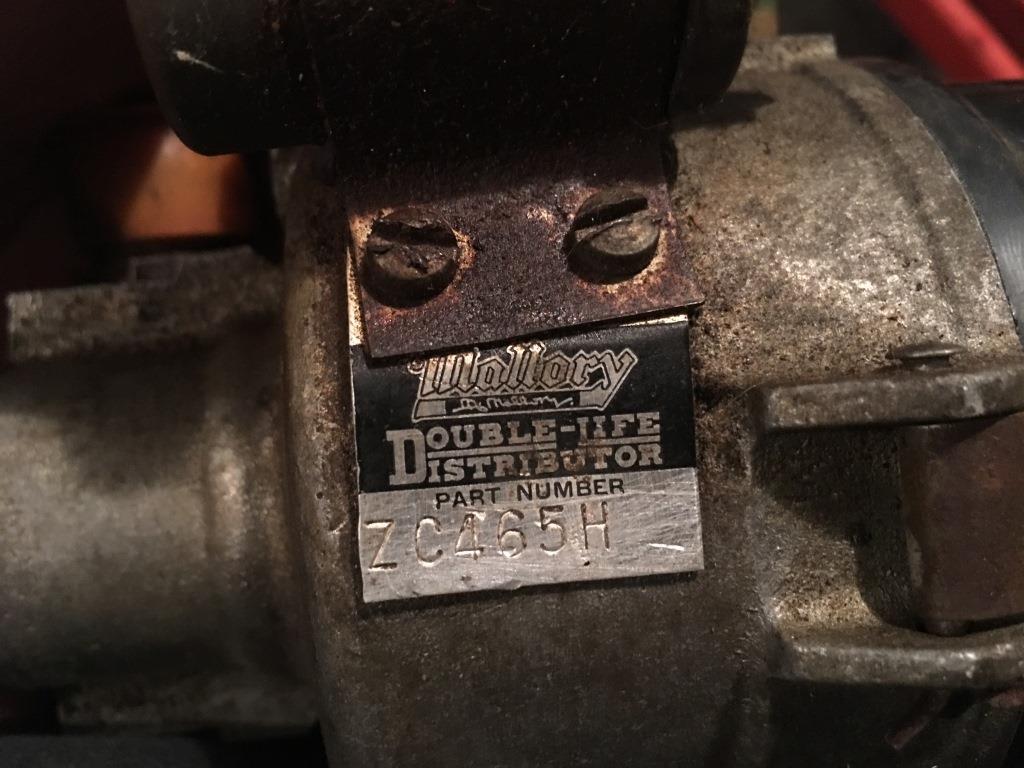 Mallory
DOUBLE-LIFE
DISTRIBUTOR
PART NUMBER
ZC465H